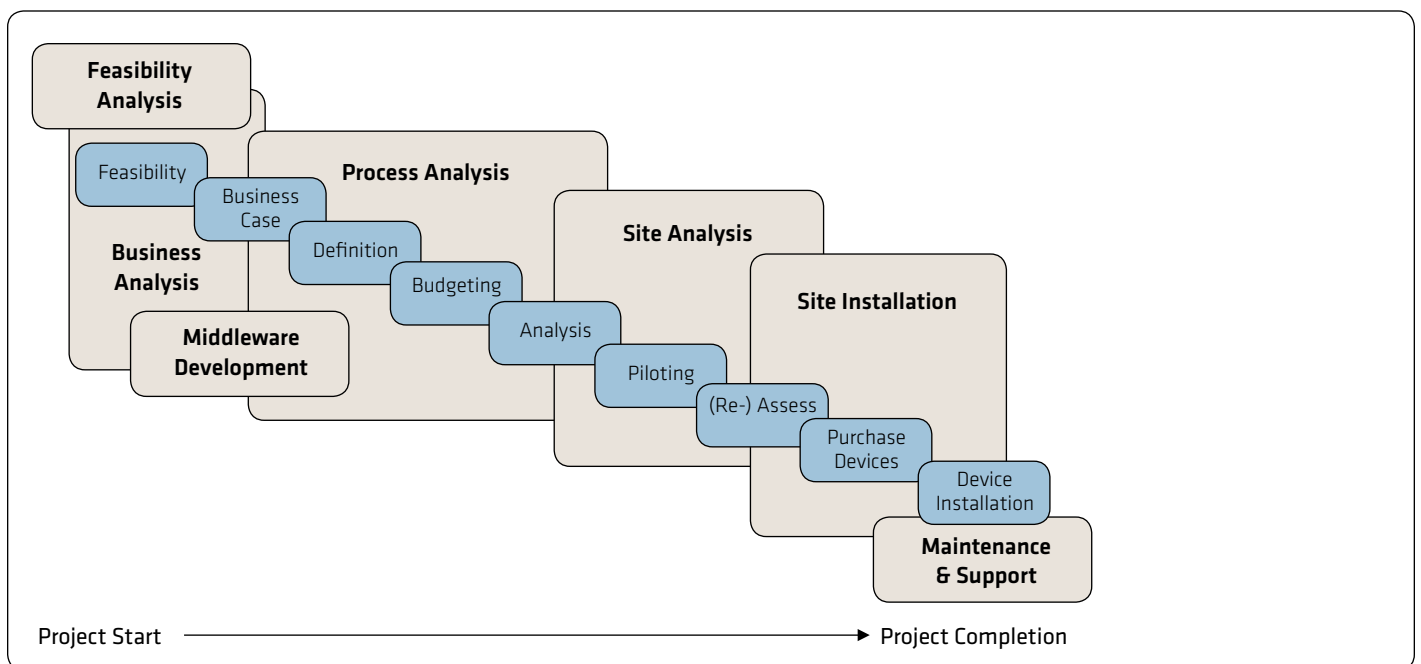 Feasibility
Analysis
Feasibility
Business
Case
Business
Analysis
Middleware
Development
Process Analysis
Definition
Budgeting
Analysis
Site Analysis
Piloting
(Re-) Assess
Site Installation
Purchase
Devices
Device
Installation
Maintenance
& Support
Project Start
Project Completion